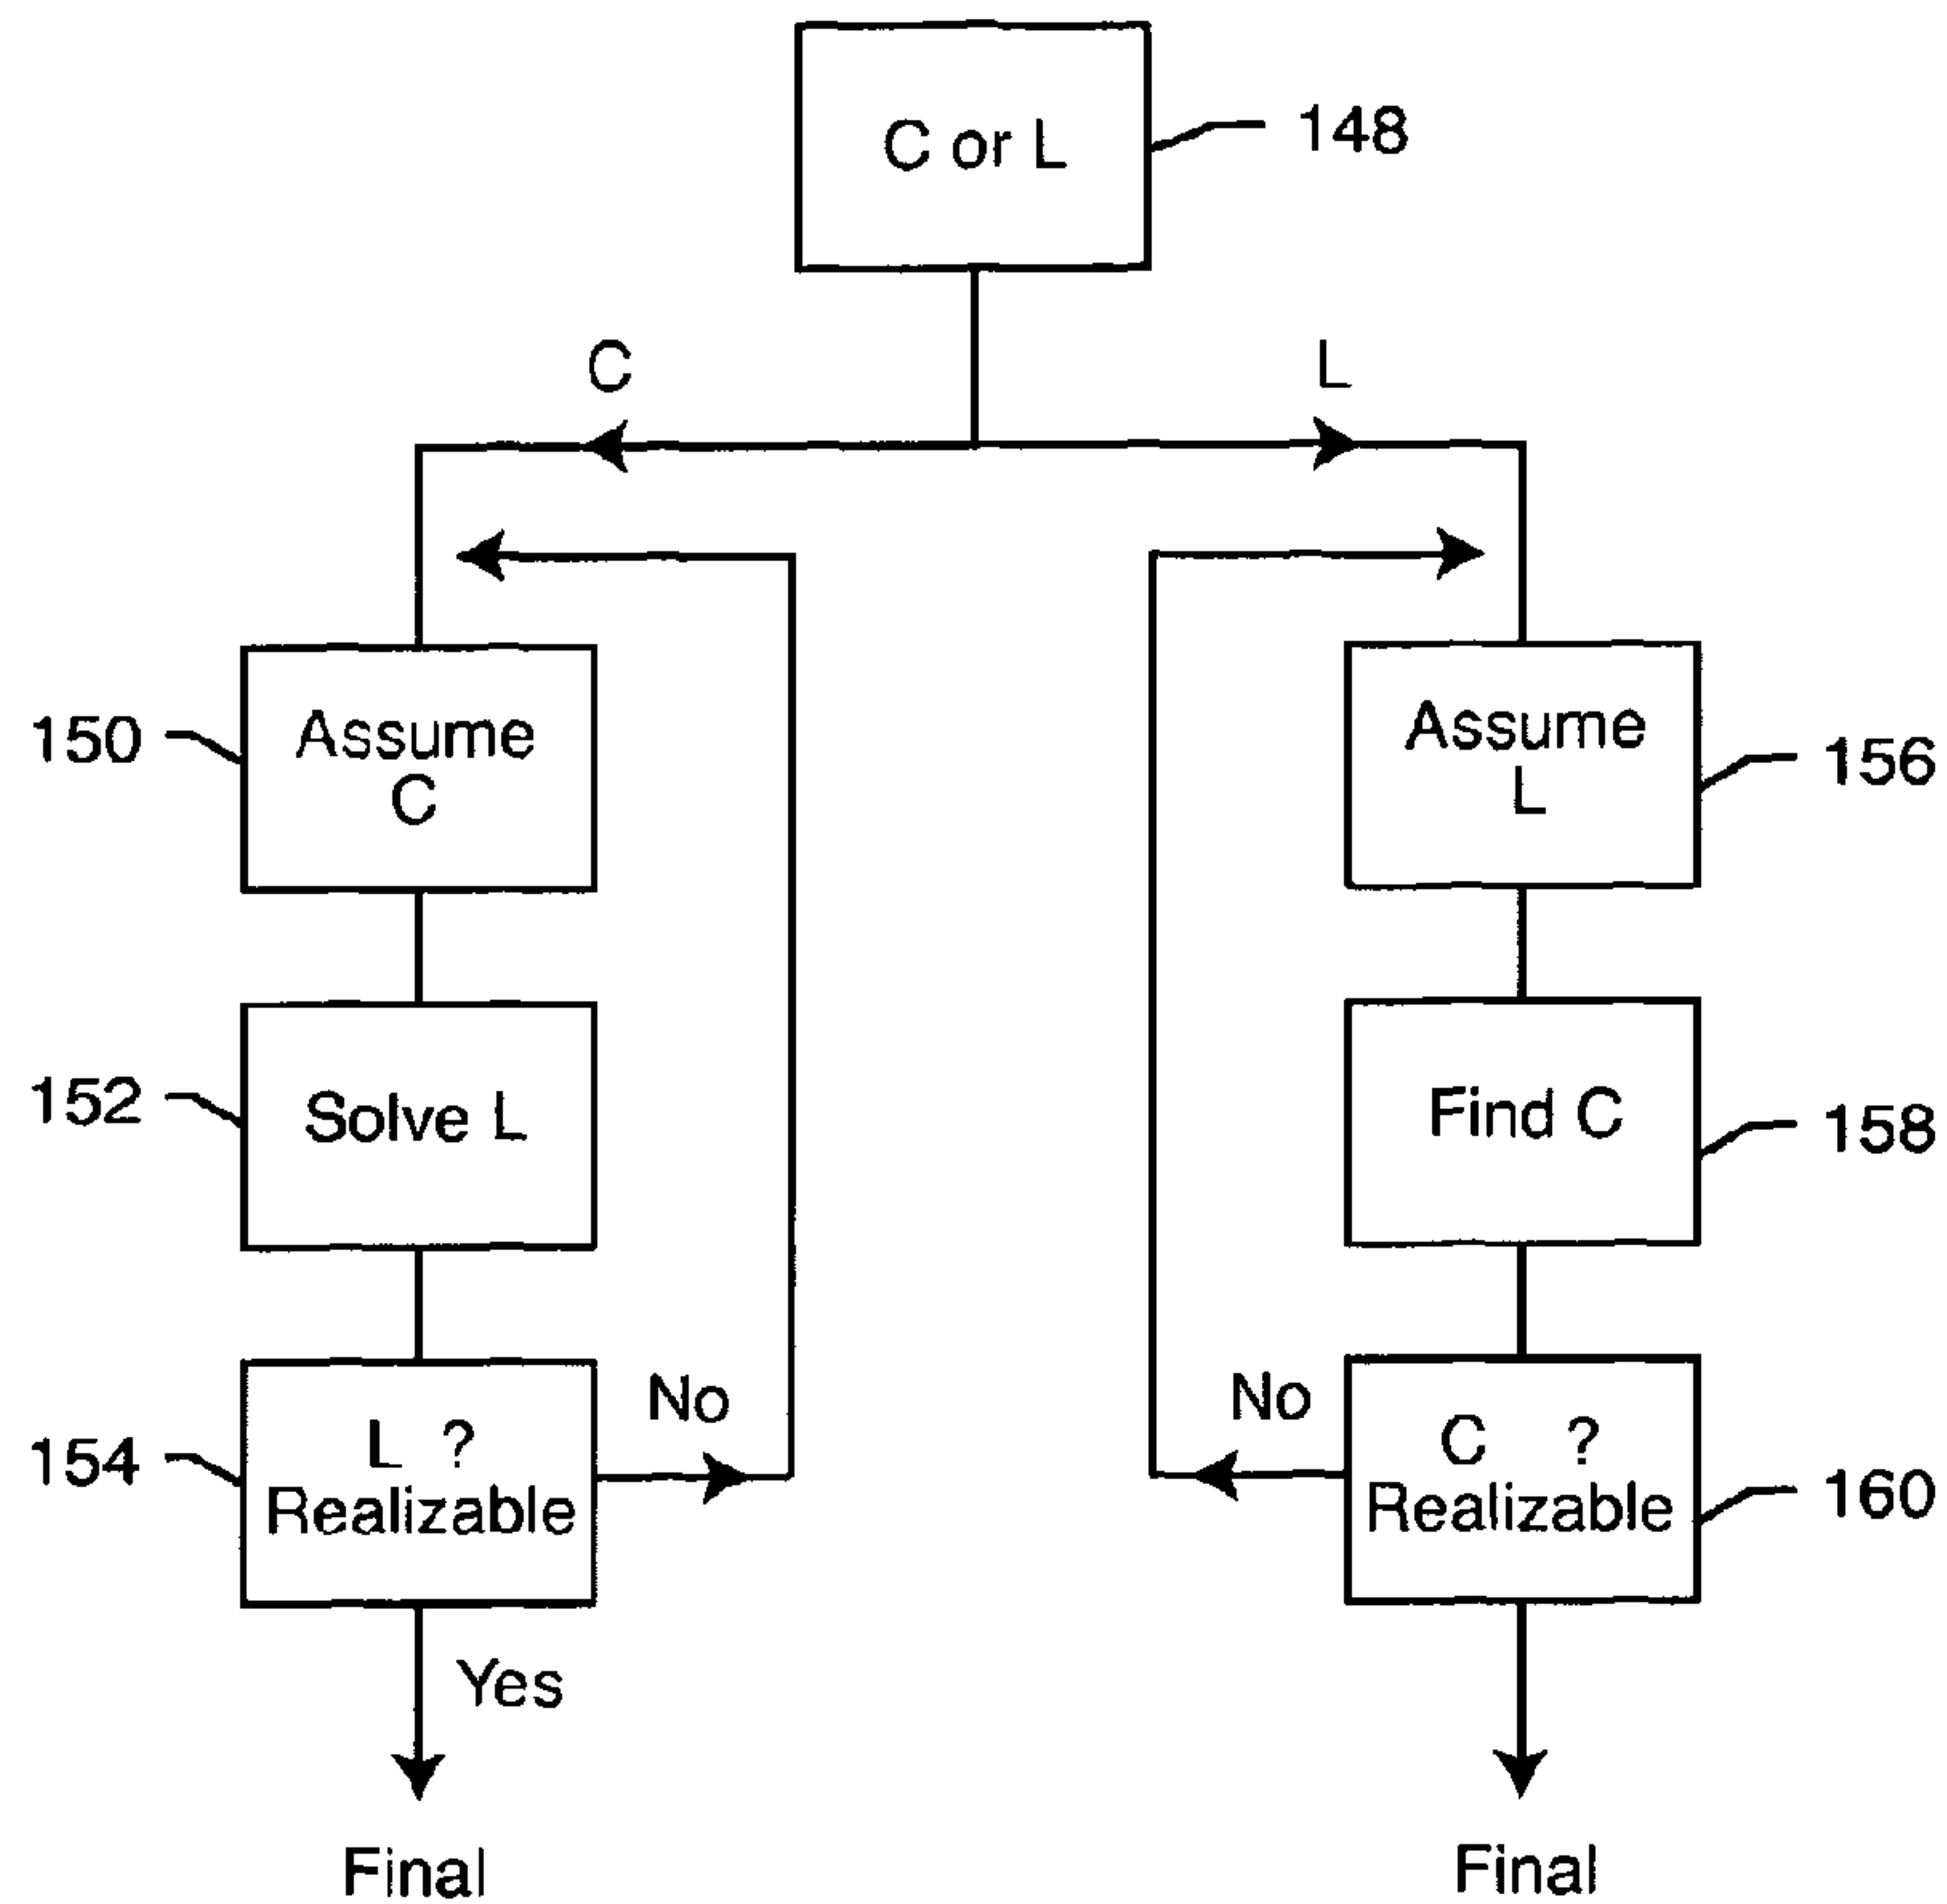 C or L
148
C
L
150
Assume
C
Assume
L
156
152
Solve L
Find C
158
154
L ?
Realizable
No
No
C ?
Realizable
160
Yes
Final
Final